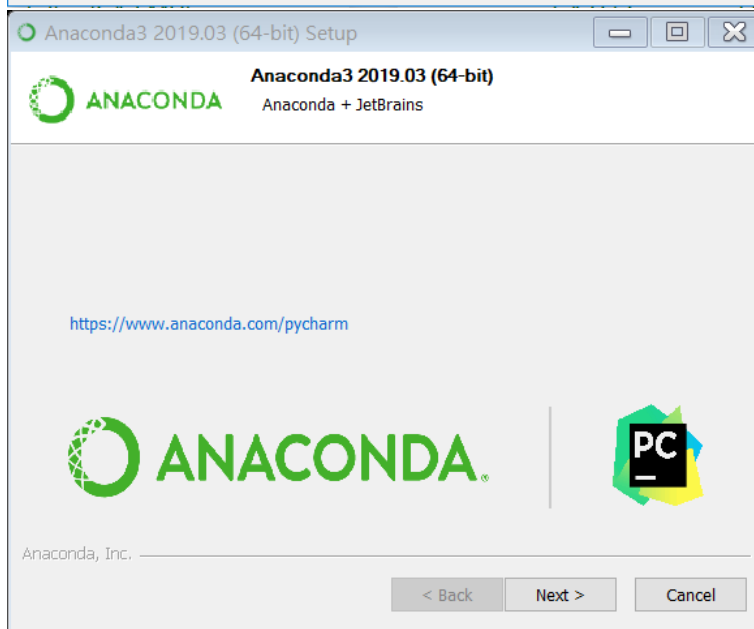 Anaconda3 2019.03 (64-bit) Setup
ANACONDA
Anaconda3 2019.03 (64-bit)
Anaconda + JetBrains
https://www.anaconda.com/pycharm
ANACONDA®
PC
Anaconda, Inc.
< Back
Next >
Cancel